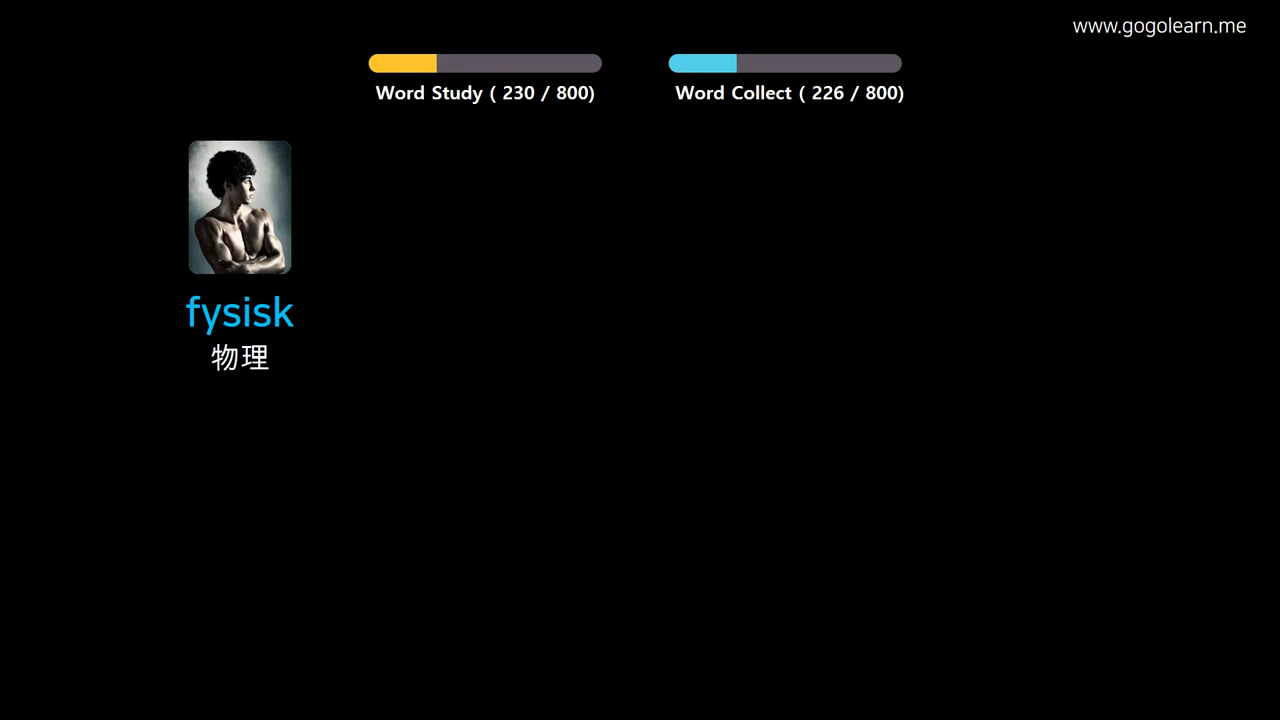 www.gogolearn.me
Word Study ( 230 / 800)
Word Collect ( 226 / 800)
fysisk
物理